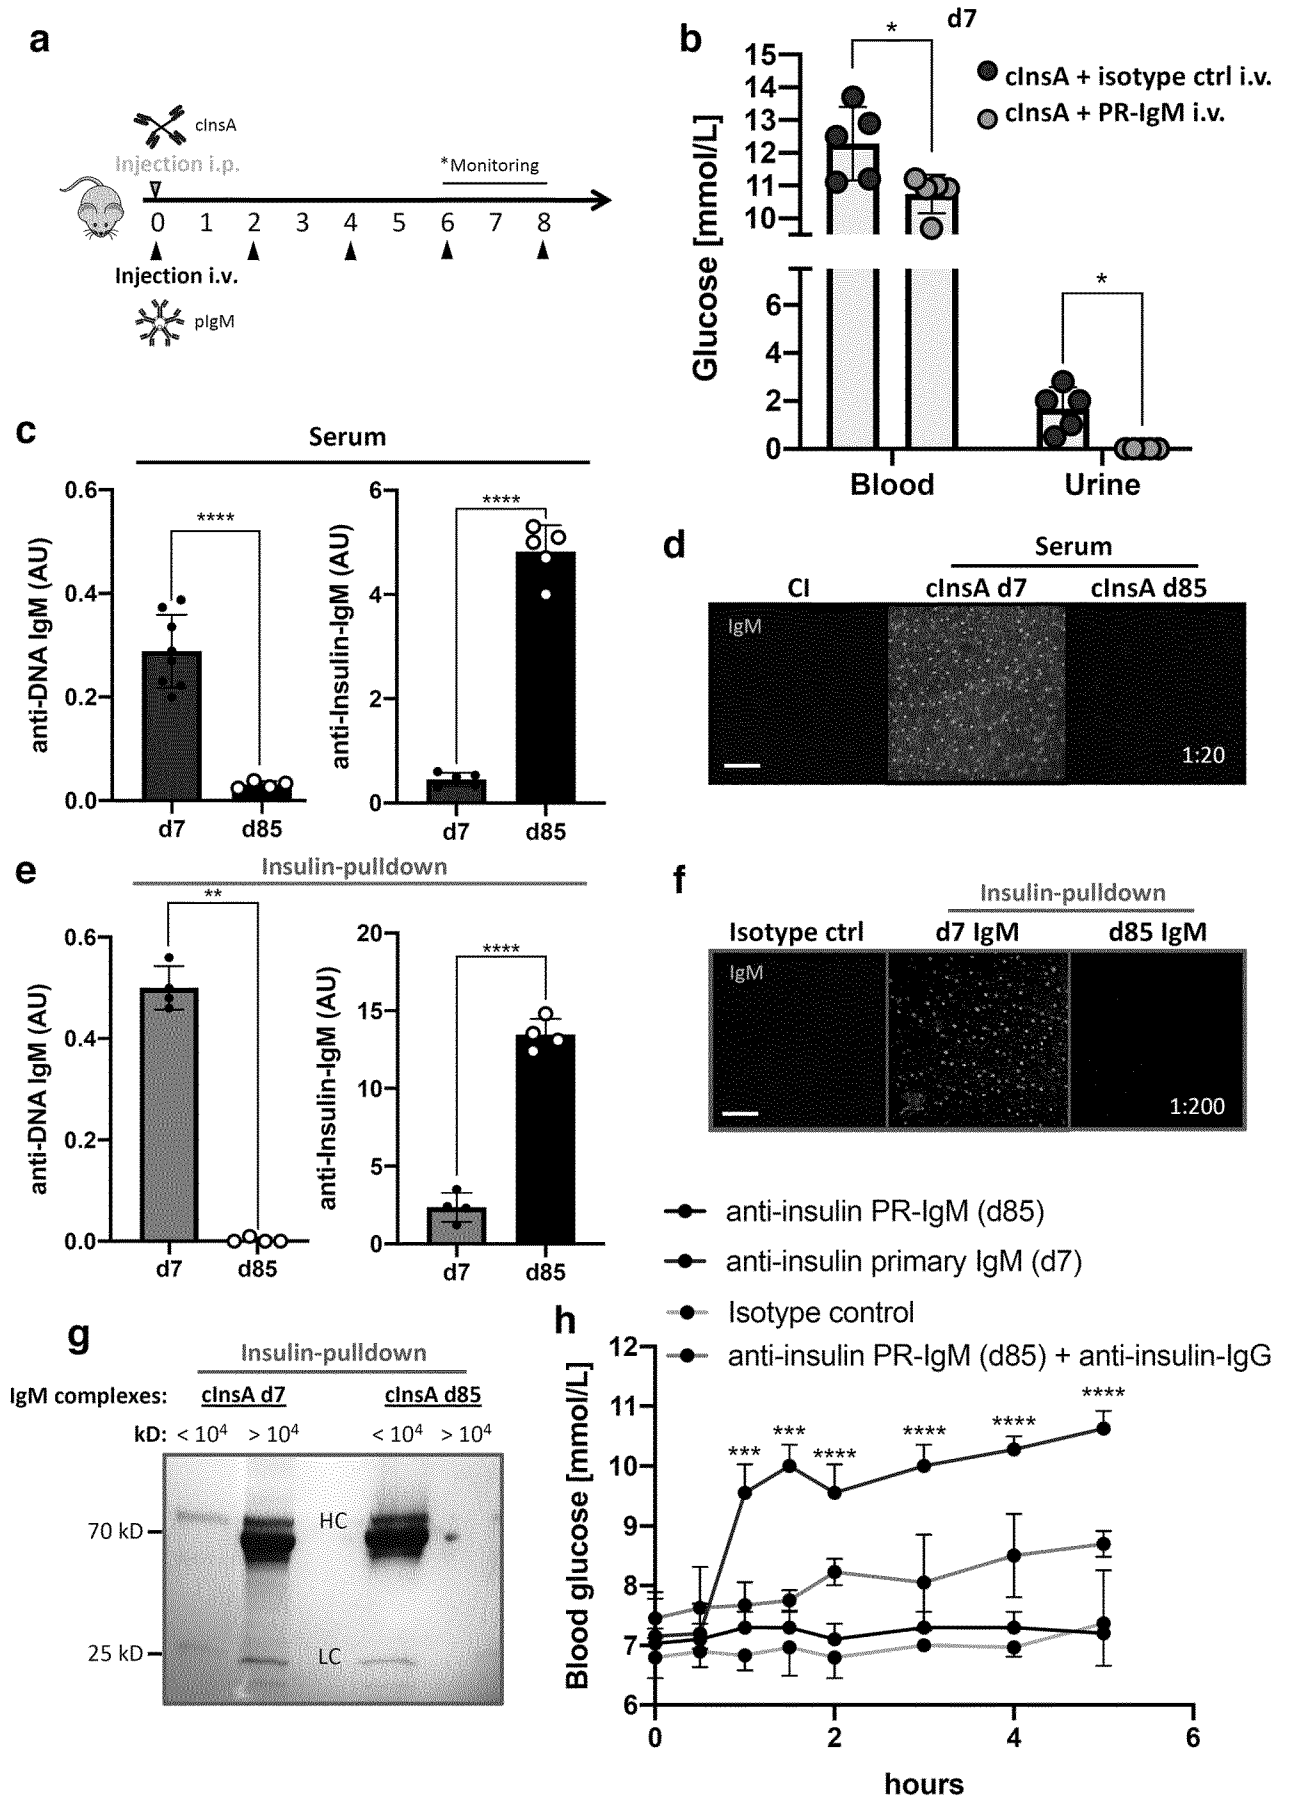 a
cInsA
Injection i.p.
*Monitoring
0 1 2 3 4 5 6 7 8
Injection i.v.
pIgM
b
d7
cInsA + isotype ctrl i.v.
cInsA + PR-IgM i.v.
*
*
Glucose [mmol/L]
15
14
13
12
11
10
6
4
2
0
Blood
Urine
c
Serum
anti-DNA IgM (AU)
0.6
0.4
0.2
0.0
****
d7
d85
anti-Insulin-IgM (AU)
6
4
2
0
****
d7
d85
d
Serum
CI
cInsA d7
cInsA d85
IgM
1:20
e
Insulin-pulldown
anti-DNA IgM (AU)
0.6
0.4
0.2
0.0
**
d7
d85
anti-Insulin-IgM (AU)
20
15
10
5
0
****
d7
d85
f
Insulin-pulldown
Isotype ctrl
d7 IgM
d85 IgM
IgM
1:200
g
Insulin-pulldown
IgM complexes:
cInsA d7
cInsA d85
kD: < 10⁴ > 10⁴ < 10⁴ > 10⁴
70 kD
HC
25 kD
LC
h
anti-insulin PR-IgM (d85)
anti-insulin primary IgM (d7)
Isotype control
anti-insulin PR-IgM (d85) + anti-insulin-IgG
Blood glucose [mmol/L]
12
11
10
9
8
7
6
*** *** **** **** **** ****
0 2 4 6
hours